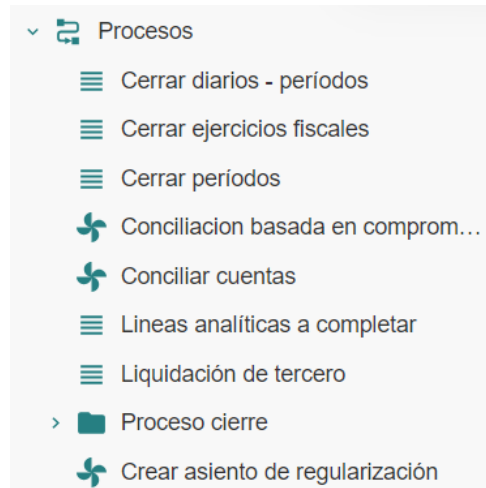 Procesos
Cerrar diarios - períodos
Cerrar ejercicios fiscales
Cerrar períodos
Conciliacion basada en comprom…
Conciliar cuentas
Lineas analíticas a completar
Liquidación de tercero
Proceso cierre
Crear asiento de regularización